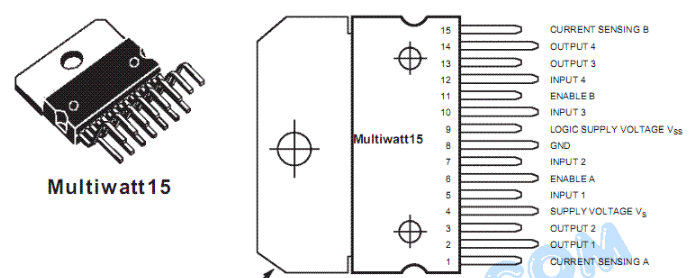 Multiwatt15
Multiwatt15
15 CURRENT SENSING B
14 OUTPUT 4
13 OUTPUT 3
12 INPUT 4
11 ENABLE B
10 INPUT 3
9 LOGIC SUPPLY VOLTAGE VSS
8 GND
7 INPUT 2
6 ENABLE A
5 INPUT 1
4 SUPPLY VOLTAGE VS
3 OUTPUT 2
2 OUTPUT 1
1 CURRENT SENSING A
.COM